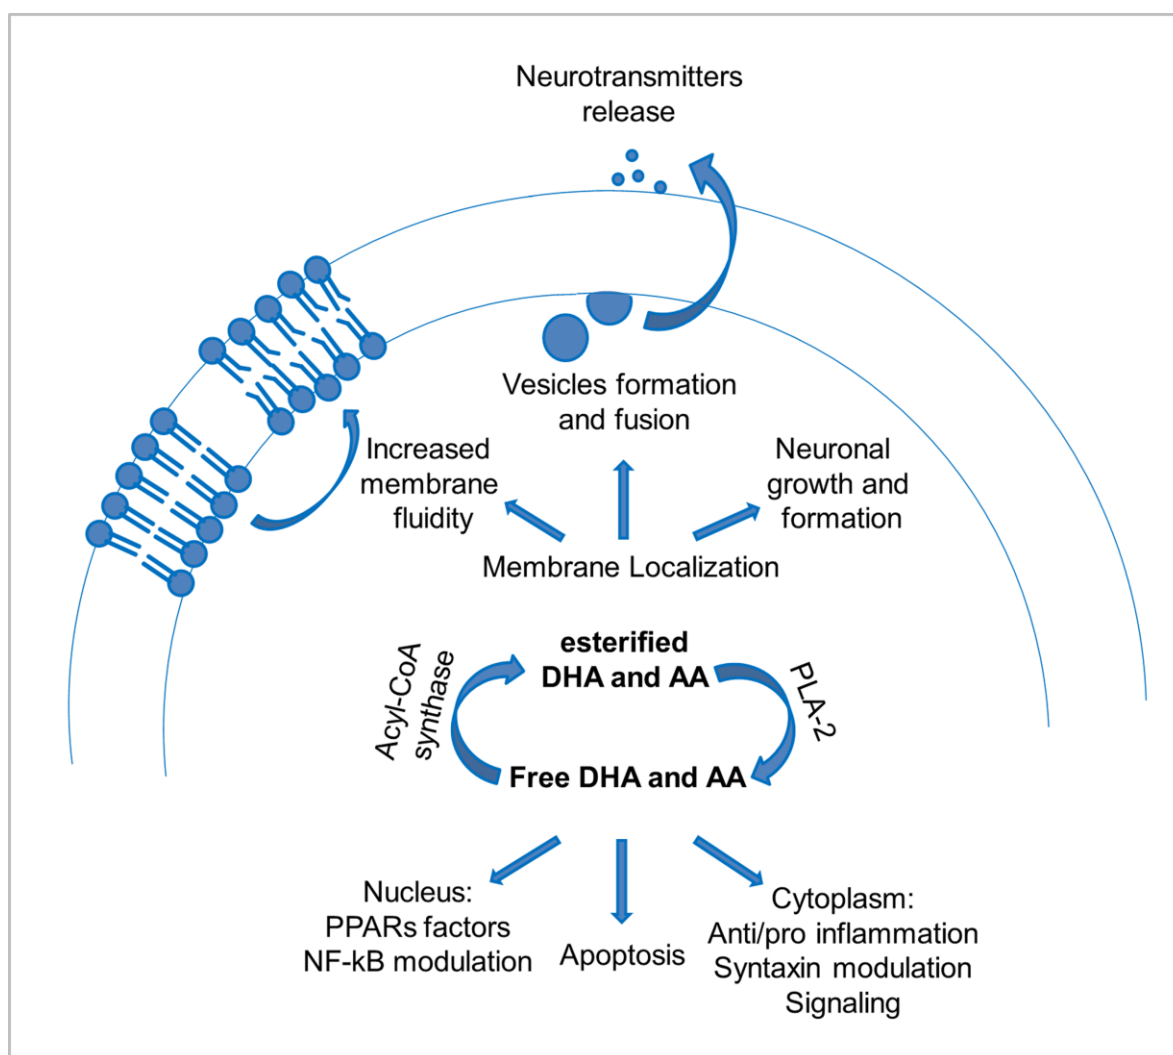 Neurotransmitters
release
Vesicles formation
and fusion
Increased
membrane
fluidity
Neuronal
growth and
formation
Membrane Localization
esterified
DHA and AA
Acyl-CoA
synthase
PLA-2
Free DHA and AA
Nucleus:
PPARs factors
NF-kB modulation
Apoptosis
Cytoplasm:
Anti/pro inflammation
Syntaxin modulation
Signaling